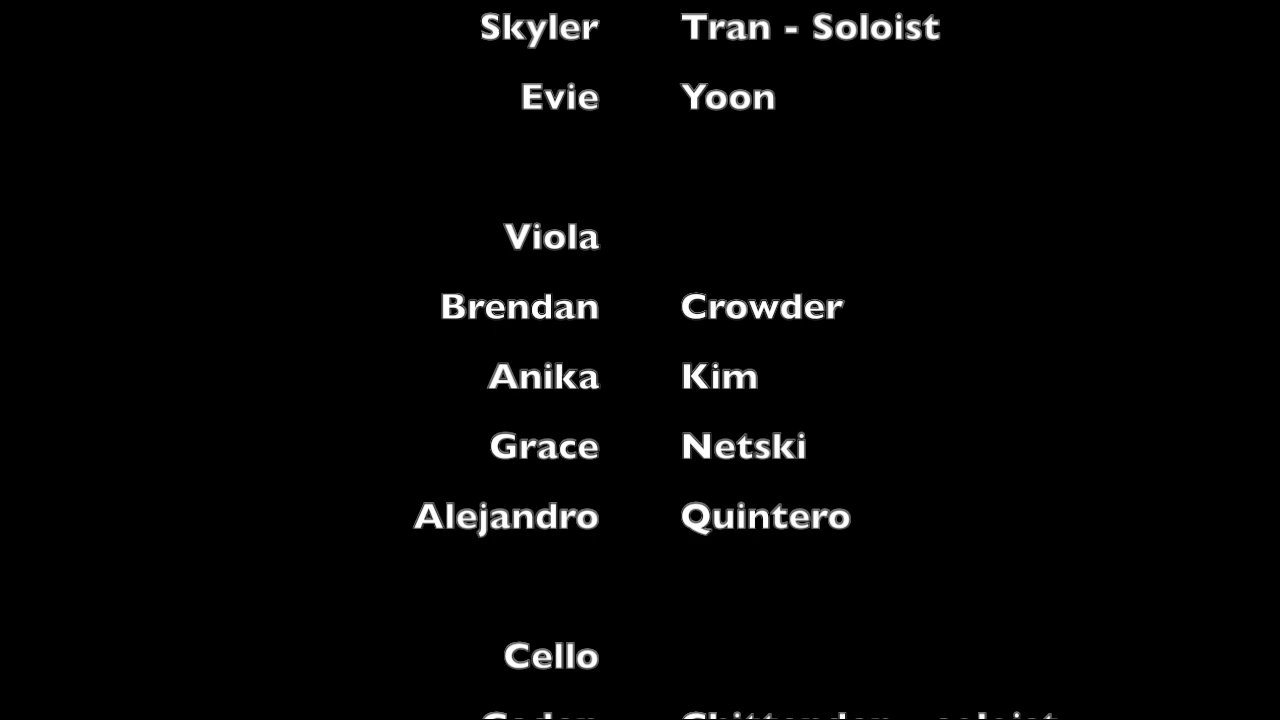 Skyler Tran - Soloist
Evie Yoon
Viola
Brendan Crowder
Anika Kim
Grace Netski
Alejandro Quintero
Cello